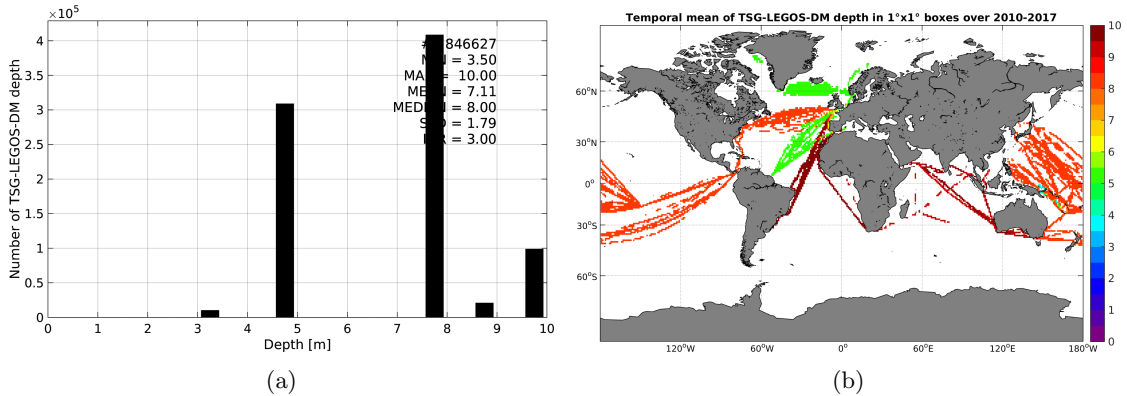 ×10⁵
4
3.5
3
2.5
2
1.5
1
0.5
0
Number of TSG-LEGOS-DM depth
846627
= 3.50
= 10.00
= 7.11
= 8.00
= 1.79
= 3.00
0 1 2 3 4 5 6 7 8 9 10
Depth [m]
(a)
Temporal mean of TSG-LEGOS-DM depth in 1°x1° boxes over 2010-2017
60°N
30°N
0°
30°S
60°S
120°W 60°W 0° 60°E 120°E 180°W
10
9
8
7
6
5
4
3
2
1
0
(b)